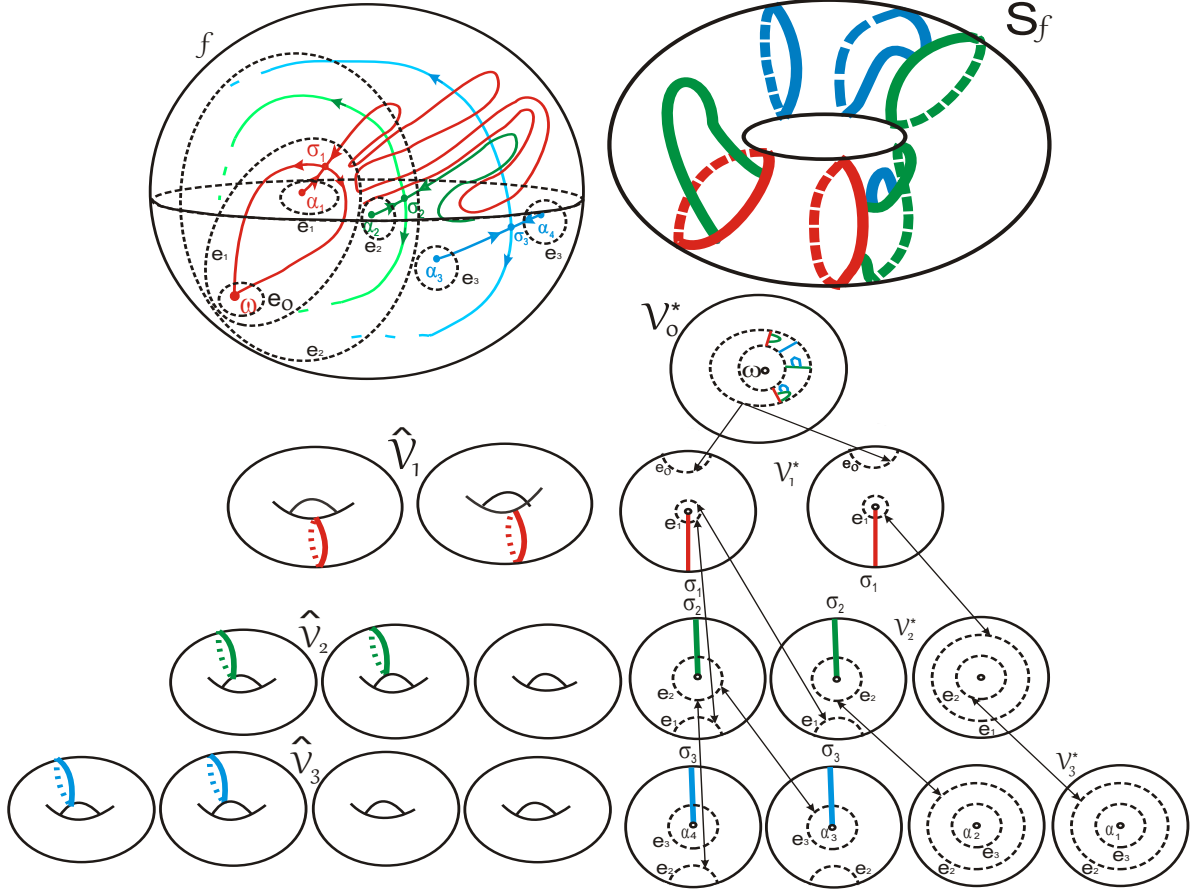 f
S_f
σ₁
α₁
e₁
α₂
σ₂
e₂
σ₃
α₄
α₃
e₃
e₃
e₁
ω
e₀
e₂
V₀*
ω
V̂₁
e₀
V₁*
e₀
e₁
e₁
σ₁
σ₁
V̂₂
σ₂
σ₂
V₂*
e₂
e₂
e₂
e₁
e₁
e₁
V̂₃
σ₃
σ₃
V₃*
α₄
α₃
α₂
α₁
e₃
e₃
e₃
e₃
e₂
e₂
e₂
e₂